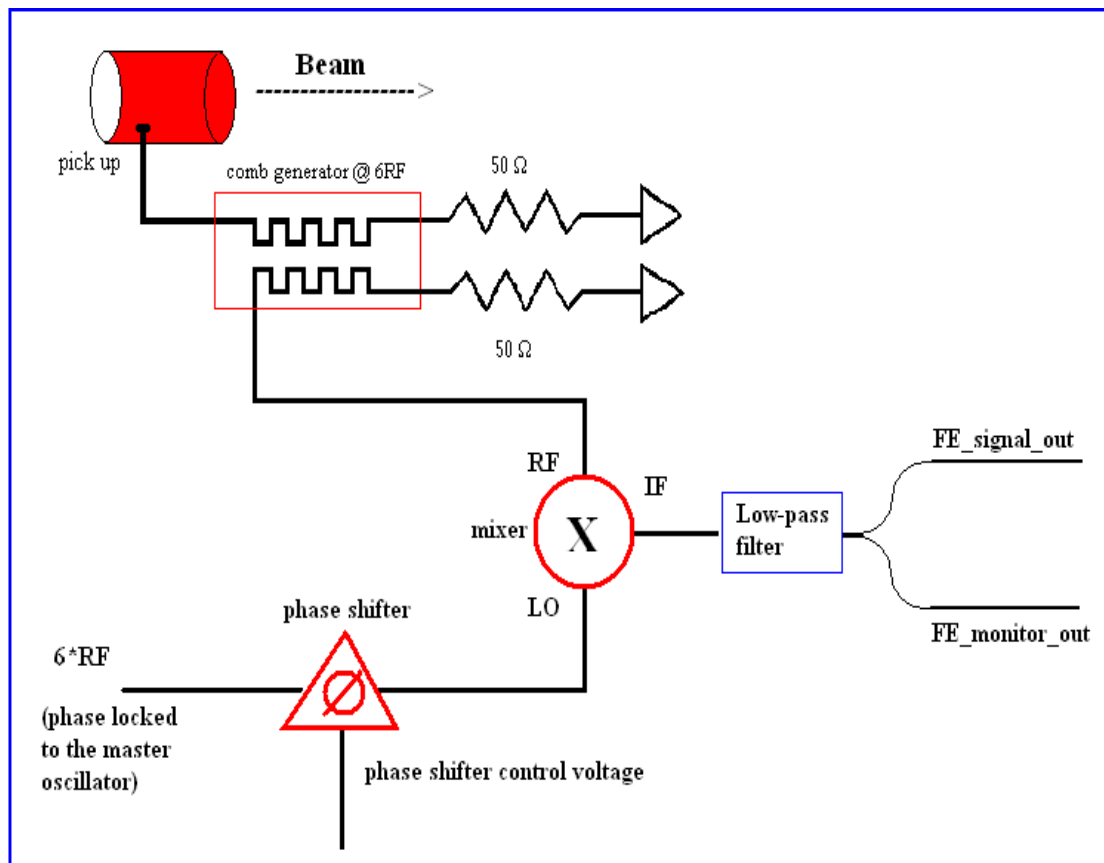 Beam
pick up
comb generator @ 6RF
50 Ω
50 Ω
RF
IF
mixer
X
LO
Low-pass
filter
FE_signal_out
FE_monitor_out
phase shifter
6*RF
(phase locked
to the master
oscillator)
phase shifter control voltage